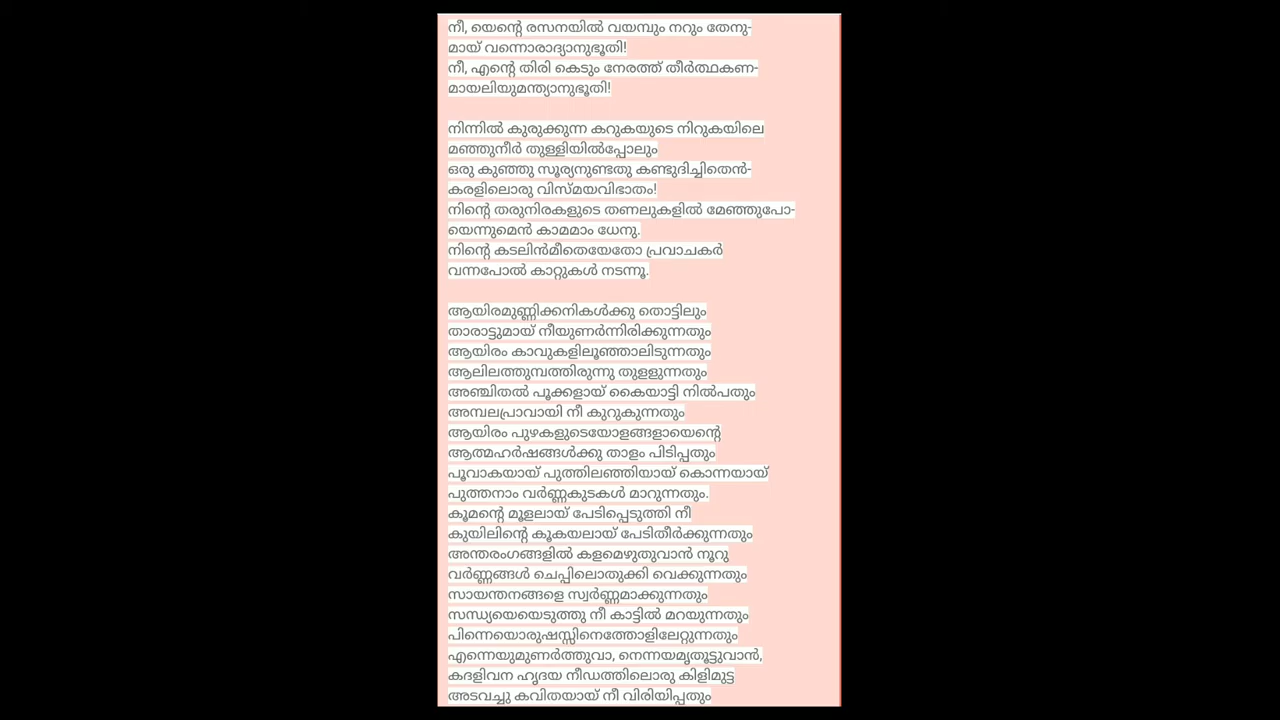 നീ, യെന്റെ രസനയിൽ വയമ്പും നറും തേനു-
മായ് വന്നൊരാദ്യാനുഭൂതി!
നീ, എന്റെ തിരി കെടും നേരത്ത് തീർത്ഥകണ-
മായലിയുമന്ത്യാനുഭൂതി!
നിന്നിൽ കുരുക്കുന്ന കറുകയുടെ നിറുകയിലെ
മഞ്ഞുനീർ തുള്ളിയിൽപ്പോലും
ഒരു കുഞ്ഞു സൂര്യനുണ്ടതു കണ്ടുദിച്ചിതെൻ-
കരളിലൊരു വിസ്മയവിഭാതം!
നിന്റെ തരുനിരകളുടെ തണലുകളിൽ മേഞ്ഞുപോ-
യെന്നുമെൻ കാമമാം ധേനു.
നിന്റെ കടലിൻമീതെയേതോ പ്രവാചകർ
വന്നപോൽ കാറ്റുകൾ നടന്നൂ.
ആയിരമുണ്ണിക്കനികൾക്കു തൊട്ടിലും
താരാട്ടുമായ് നീയുണർന്നിരിക്കുന്നതും
ആയിരം കാവുകളിലൂഞ്ഞാലിടുന്നതും
ആലിലത്തുമ്പത്തിരുന്നു തുളളുന്നതും
അഞ്ചിതൽ പൂക്കളായ് കൈയാട്ടി നിൽപതും
അമ്പലപ്രാവായി നീ കുറുകുന്നതും
ആയിരം പുഴകളുടെയോളങ്ങളായെന്റെ
ആത്മഹർഷങ്ങൾക്കു താളം പിടിപ്പതും
പൂവാകയായ് പുത്തിലഞ്ഞിയായ് കൊന്നയായ്
പുത്തനാം വർണ്ണകുടകൾ മാറുന്നതും.
കൂമന്റെ മൂളലായ് പേടിപ്പെടുത്തി നീ
കുയിലിന്റെ കൂകയലായ് പേടിതീർക്കുന്നതും
അന്തരംഗങ്ങളിൽ കളമെഴുതുവാൻ നൂറു
വർണ്ണങ്ങൾ ചെപ്പിലൊതുക്കി വെക്കുന്നതും
സായന്തനങ്ങളെ സ്വർണ്ണമാക്കുന്നതും
സന്ധ്യയെയെടുത്തു നീ കാട്ടിൽ മറയുന്നതും
പിന്നെയൊരുഷസ്സിനെത്തോളിലേറ്റുന്നതും
എന്നെയുമുണർത്തുവാ, നെന്നയമൃതൂട്ടുവാൻ,
കദളിവന ഹൃദയ നീഡത്തിലൊരു കിളിമുട്ട
അടവച്ചു കവിതയായ് നീ വിരിയിപ്പതും